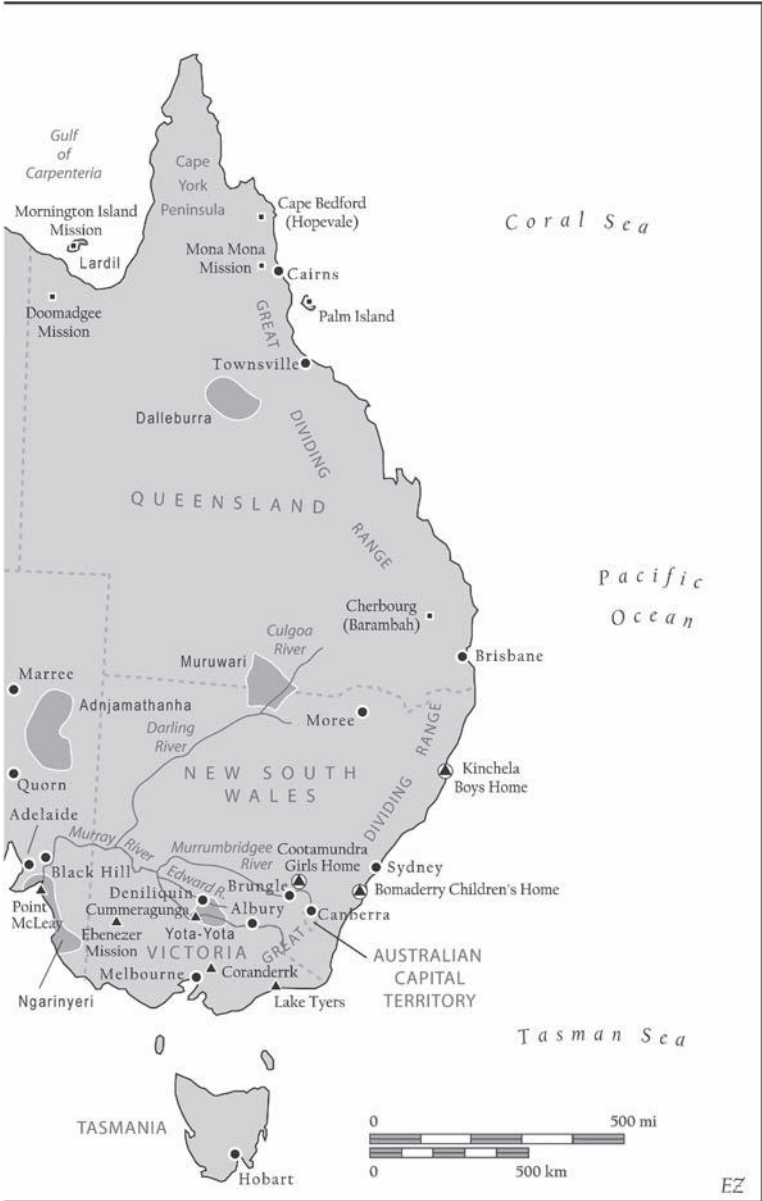 Gulf
of
Carpenteria
Cape
York
Peninsula
Cape Bedford
(Hopevale)
Coral Sea
Mornington Island
Mission
Lardil
Mona Mona
Mission
Cairns
Doomadgee
Mission
Palm Island
GREAT
Townsville
Dalleburra
DIVIDING
QUEENSLAND
RANGE
Pacific
Ocean
Cherbourg
(Barambah)
Culgoa
River
Muruwari
Brisbane
Marree
Adnjamathanha
Moree
Darling
River
RANGE
NEW SOUTH
WALES
Kinchela
Boys Home
Quorn
DIVIDING
Adelaide
Murray River
Murrumbridgee
River
Cootamundra
Girls Home
Sydney
Black Hill
Edward R.
Brungle
Bomaderry Children's Home
Deniliquin
Point
McLeay
Cummeragunga
Albury
Canberra
Ebenezer
Mission
Yota-Yota
GREAT
VICTORIA
AUSTRALIAN
CAPITAL
TERRITORY
Melbourne
Coranderrk
Ngarinyeri
Lake Tyers
Tasman Sea
TASMANIA
0 500 mi
0 500 km
Hobart
EZ